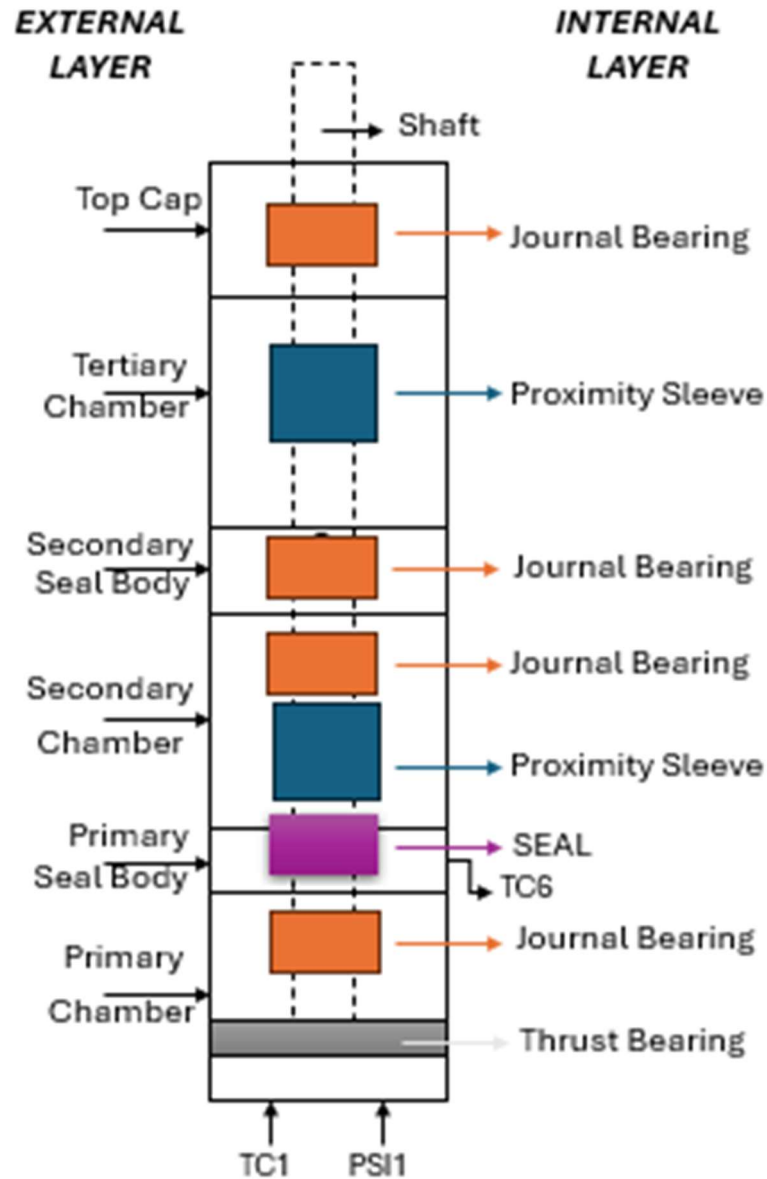 EXTERNAL
LAYER
INTERNAL
LAYER
Shaft
Top Cap
Journal Bearing
Tertiary
Chamber
Proximity Sleeve
Secondary
Seal Body
Journal Bearing
Journal Bearing
Secondary
Chamber
Proximity Sleeve
Primary
Seal Body
SEAL
TC6
Journal Bearing
Primary
Chamber
Thrust Bearing
TC1
PSI1